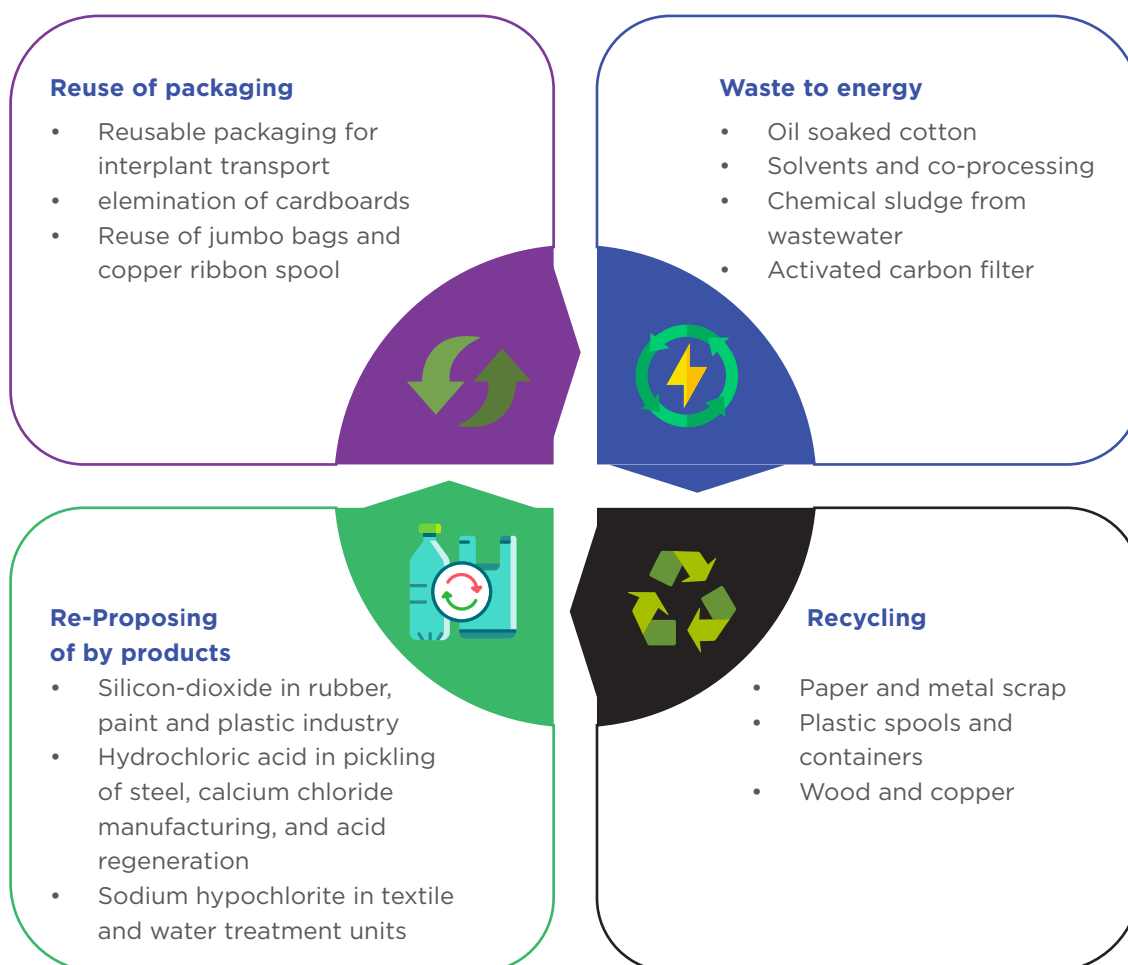 Reuse of packaging
• Reusable packaging for
interplant transport
• elemination of cardboards
• Reuse of jumbo bags and
copper ribbon spool
Waste to energy
• Oil soaked cotton
• Solvents and co-processing
• Chemical sludge from
wastewater
• Activated carbon filter
Re-Proposing
of by products
• Silicon-dioxide in rubber,
paint and plastic industry
• Hydrochloric acid in pickling
of steel, calcium chloride
manufacturing, and acid
regeneration
• Sodium hypochlorite in textile
and water treatment units
Recycling
• Paper and metal scrap
• Plastic spools and
containers
• Wood and copper